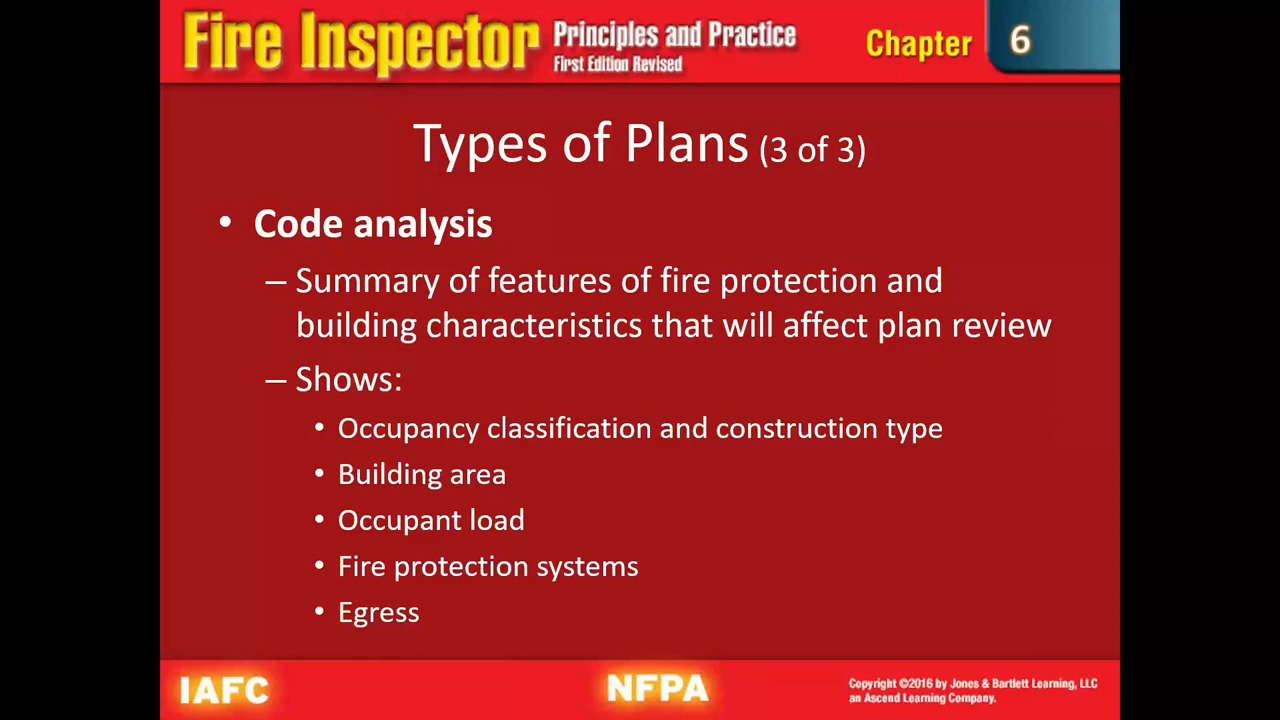 Fire Inspector Principles and Practice
First Edition Revised
Chapter 6
Types of Plans (3 of 3)
• Code analysis
– Summary of features of fire protection and
building characteristics that will affect plan review
– Shows:
• Occupancy classification and construction type
• Building area
• Occupant load
• Fire protection systems
• Egress
IAFC
NFPA
Copyright ©2016 by Jones & Bartlett Learning, LLC
an Ascend Learning Company.